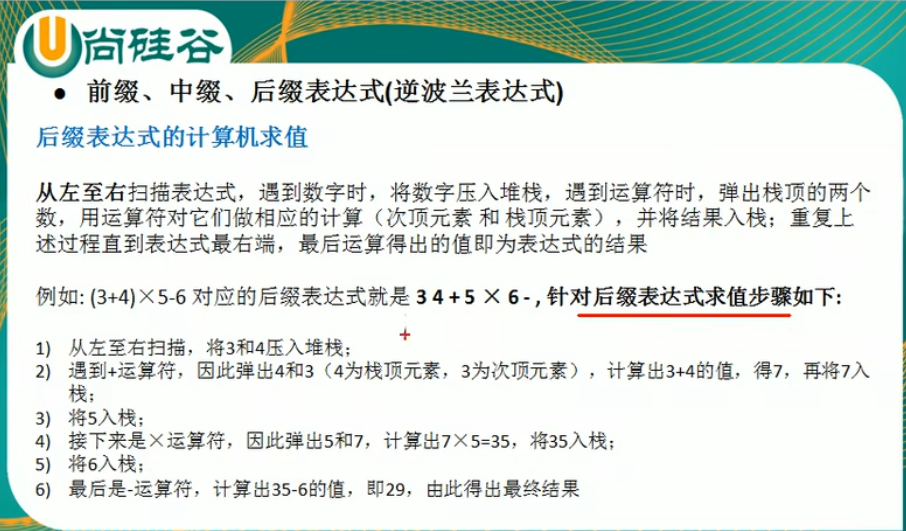 尚硅谷
● 前缀、中缀、后缀表达式(逆波兰表达式)
后缀表达式的计算机求值
从左至右扫描表达式，遇到数字时，将数字压入堆栈，遇到运算符时，弹出栈顶的两个
数，用运算符对它们做相应的计算（次顶元素 和 栈顶元素），并将结果入栈；重复上
述过程直到表达式最右端，最后运算得出的值即为表达式的结果
例如: (3+4)×5-6 对应的后缀表达式就是 3 4 + 5 × 6 - , 针对后缀表达式求值步骤如下:
1) 从左至右扫描，将3和4压入堆栈；
2) 遇到+运算符，因此弹出4和3（4为栈顶元素，3为次顶元素），计算出3+4的值，得7，再将7入
栈；
3) 将5入栈；
4) 接下来是×运算符，因此弹出5和7，计算出7×5=35，将35入栈；
5) 将6入栈；
6) 最后是-运算符，计算出35-6的值，即29，由此得出最终结果